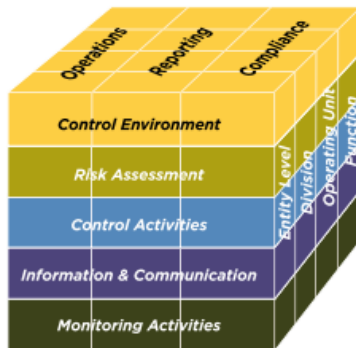 Operations
Reporting
Compliance
Control Environment
Risk Assessment
Control Activities
Information & Communication
Monitoring Activities
Entity Level
Division
Operating Unit
Function